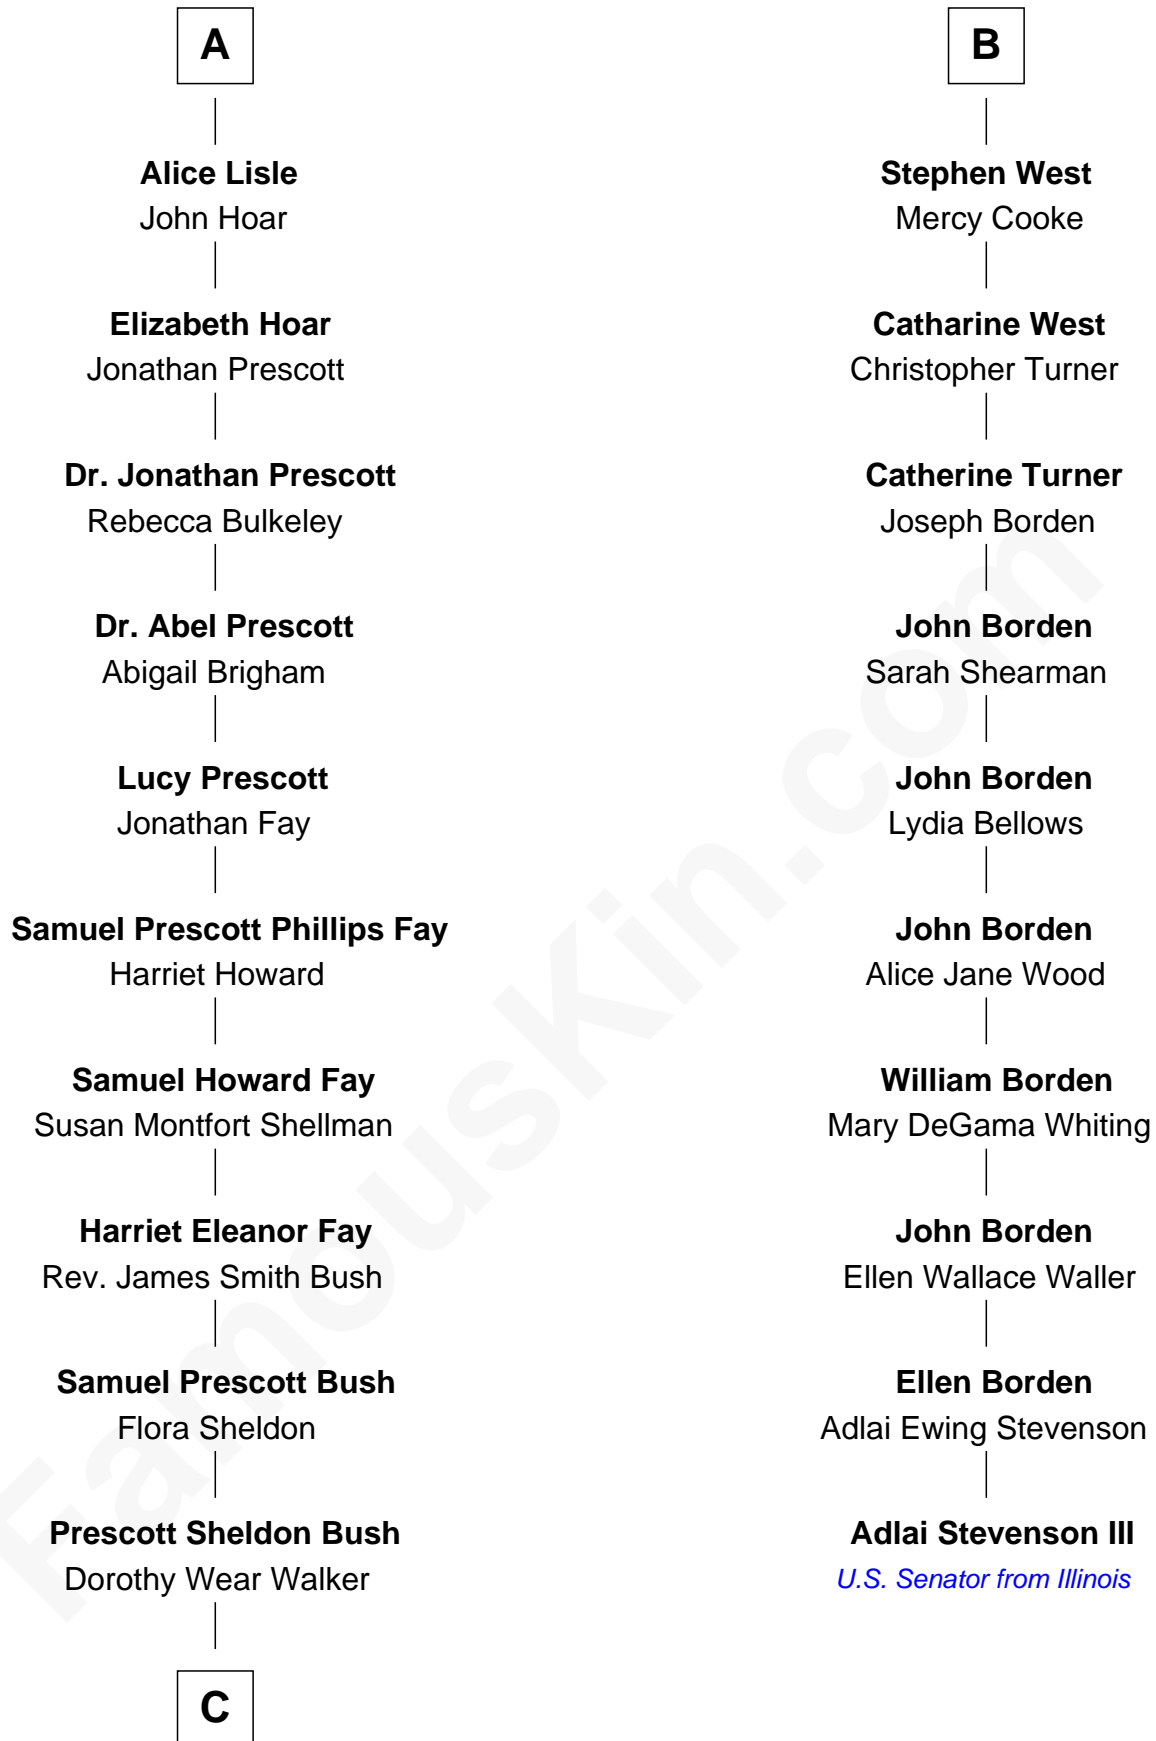 A
Alice Lisle
John Hoar
Elizabeth Hoar
Jonathan Prescott
Dr. Jonathan Prescott
Rebecca Bulkeley
Dr. Abel Prescott
Abigail Brigham
Lucy Prescott
Jonathan Fay
Samuel Prescott Phillips Fay
Harriet Howard
Samuel Howard Fay
Susan Montfort Shellman
Harriet Eleanor Fay
Rev. James Smith Bush
Samuel Prescott Bush
Flora Sheldon
Prescott Sheldon Bush
Dorothy Wear Walker
C
B
Stephen West
Mercy Cooke
Catharine West
Christopher Turner
Catherine Turner
Joseph Borden
John Borden
Sarah Shearman
John Borden
Lydia Bellows
John Borden
Alice Jane Wood
William Borden
Mary DeGama Whiting
John Borden
Ellen Wallace Waller
Ellen Borden
Adlai Ewing Stevenson
Adlai Stevenson III
U.S. Senator from Illinois
FamousKin.com